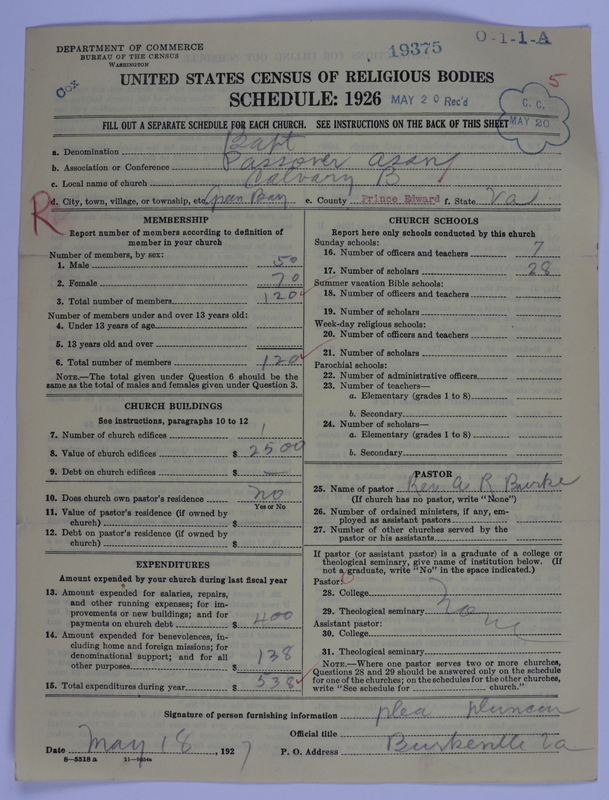 DEPARTMENT OF COMMERCE
BUREAU OF THE CENSUS
WASHINGTON
Cox
19375
O-1-1-A
UNITED STATES CENSUS OF RELIGIOUS BODIES
SCHEDULE: 1926
MAY 20 Rec'd
5
C. C.
MAY 20
FILL OUT A SEPARATE SCHEDULE FOR EACH CHURCH. SEE INSTRUCTIONS ON THE BACK OF THIS SHEET
a. Denomination Bapt
b. Association or Conference Passover Asson
c. Local name of church Calvary B
d. City, town, village, or township, etc. Green Bay e. County Prince Edward f. State Va
R
MEMBERSHIP
Report number of members according to definition of
member in your church
Number of members, by sex:
1. Male 50
2. Female 70
3. Total number of members 120
Number of members under and over 13 years old:
4. Under 13 years of age
5. 13 years old and over
6. Total number of members 120
NOTE.—The total given under Question 6 should be the
same as the total of males and females given under Question 3.
CHURCH BUILDINGS
See instructions, paragraphs 10 to 12
7. Number of church edifices 1
8. Value of church edifices $ 2500
9. Debt on church edifices $ —
10. Does church own pastor's residence no
Yes or No
11. Value of pastor's residence (if owned by
church) $
12. Debt on pastor's residence (if owned by
church) $
EXPENDITURES
Amount expended by your church during last fiscal year
13. Amount expended for salaries, repairs,
and other running expenses; for im-
provements or new buildings; and for
payments on church debt $ 400
14. Amount expended for benevolences, in-
cluding home and foreign missions; for
denominational support; and for all
other purposes $ 138
15. Total expenditures during year $ 538
CHURCH SCHOOLS
Report here only schools conducted by this church
Sunday schools:
16. Number of officers and teachers 7
17. Number of scholars 28
Summer vacation Bible schools:
18. Number of officers and teachers
19. Number of scholars
Week-day religious schools:
20. Number of officers and teachers
21. Number of scholars
Parochial schools:
22. Number of administrative officers
23. Number of teachers—
a. Elementary (grades 1 to 8)
b. Secondary
24. Number of scholars—
a. Elementary (grades 1 to 8)
b. Secondary
PASTOR
25. Name of pastor Rev. A R Burke
(If church has no pastor, write "None")
26. Number of ordained ministers, if any, em-
ployed as assistant pastors
27. Number of other churches served by the
pastor or his assistants
If pastor (or assistant pastor) is a graduate of a college or
theological seminary, give name of institution below. (If
not a graduate, write "No" in the space indicated.)
Pastor:
28. College
29. Theological seminary None
Assistant pastor:
30. College
31. Theological seminary
NOTE.—Where one pastor serves two or more churches,
Questions 28 and 29 should be answered only on the schedule
for one of the churches; on the schedules for the other churches,
write "See schedule for church."
Signature of person furnishing information
Official title
Date May 18, 1927 P. O. Address Burkeville Va
8—5518 a